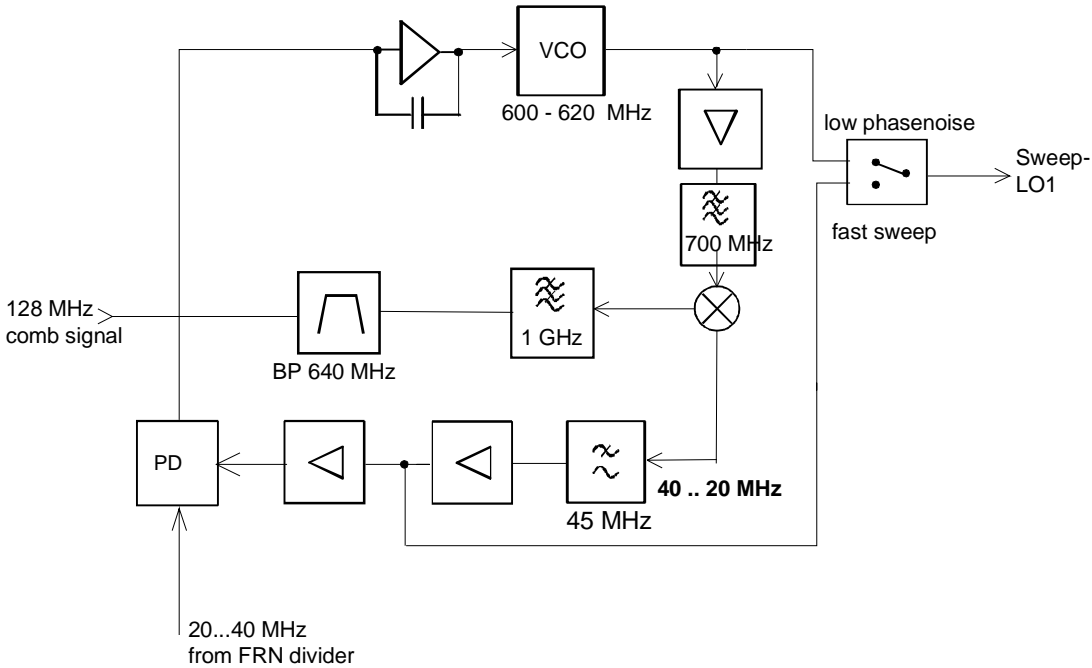 VCO
600 - 620 MHz
low phasenoise
Sweep-
LO1
fast sweep
700 MHz
128 MHz
comb signal
BP 640 MHz
1 GHz
PD
40 .. 20 MHz
45 MHz
20...40 MHz
from FRN divider